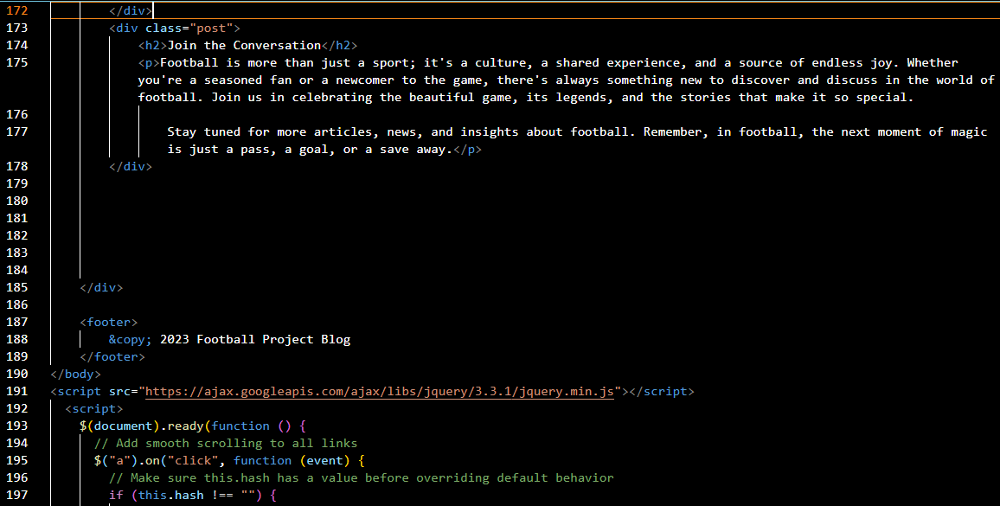 172 </div>
173 <div class="post">
174 <h2>Join the Conversation</h2>
175 <p>Football is more than just a sport; it's a culture, a shared experience, and a source of endless joy. Whether
you're a seasoned fan or a newcomer to the game, there's always something new to discover and discuss in the world of
football. Join us in celebrating the beautiful game, its legends, and the stories that make it so special.
176
177 Stay tuned for more articles, news, and insights about football. Remember, in football, the next moment of magic
is just a pass, a goal, or a save away.</p>
178 </div>
179
180
181
182
183
184
185 </div>
186
187 <footer>
188 &copy; 2023 Football Project Blog
189 </footer>
190 </body>
191 <script src="https://ajax.googleapis.com/ajax/libs/jquery/3.3.1/jquery.min.js"></script>
192 <script>
193 $(document).ready(function () {
194 // Add smooth scrolling to all links
195 $("a").on("click", function (event) {
196 // Make sure this.hash has a value before overriding default behavior
197 if (this.hash !== "") {